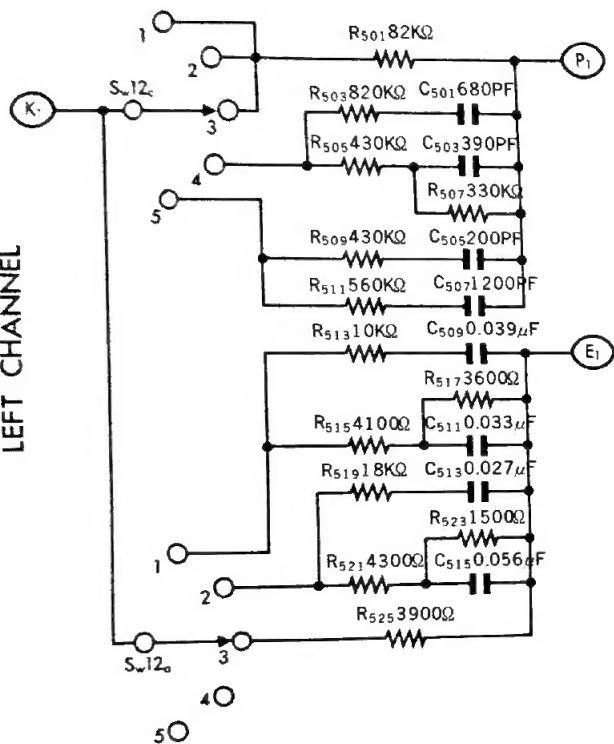 LEFT CHANNEL
1
R501 82KΩ
2
P1
Sw12c
R503 820KΩ C501 680PF
K1
3
R505 430KΩ C503 390PF
4
R507 330KΩ
5
R509 430KΩ C505 200PF
R511 560KΩ C507 1200PF
R513 10KΩ C509 0.039μF
E1
R517 3600Ω
R515 4100Ω C511 0.033μF
R519 18KΩ C513 0.027μF
R523 1500Ω
1
R521 4300Ω C515 0.056μF
2
R525 3900Ω
Sw12a
3
4
5